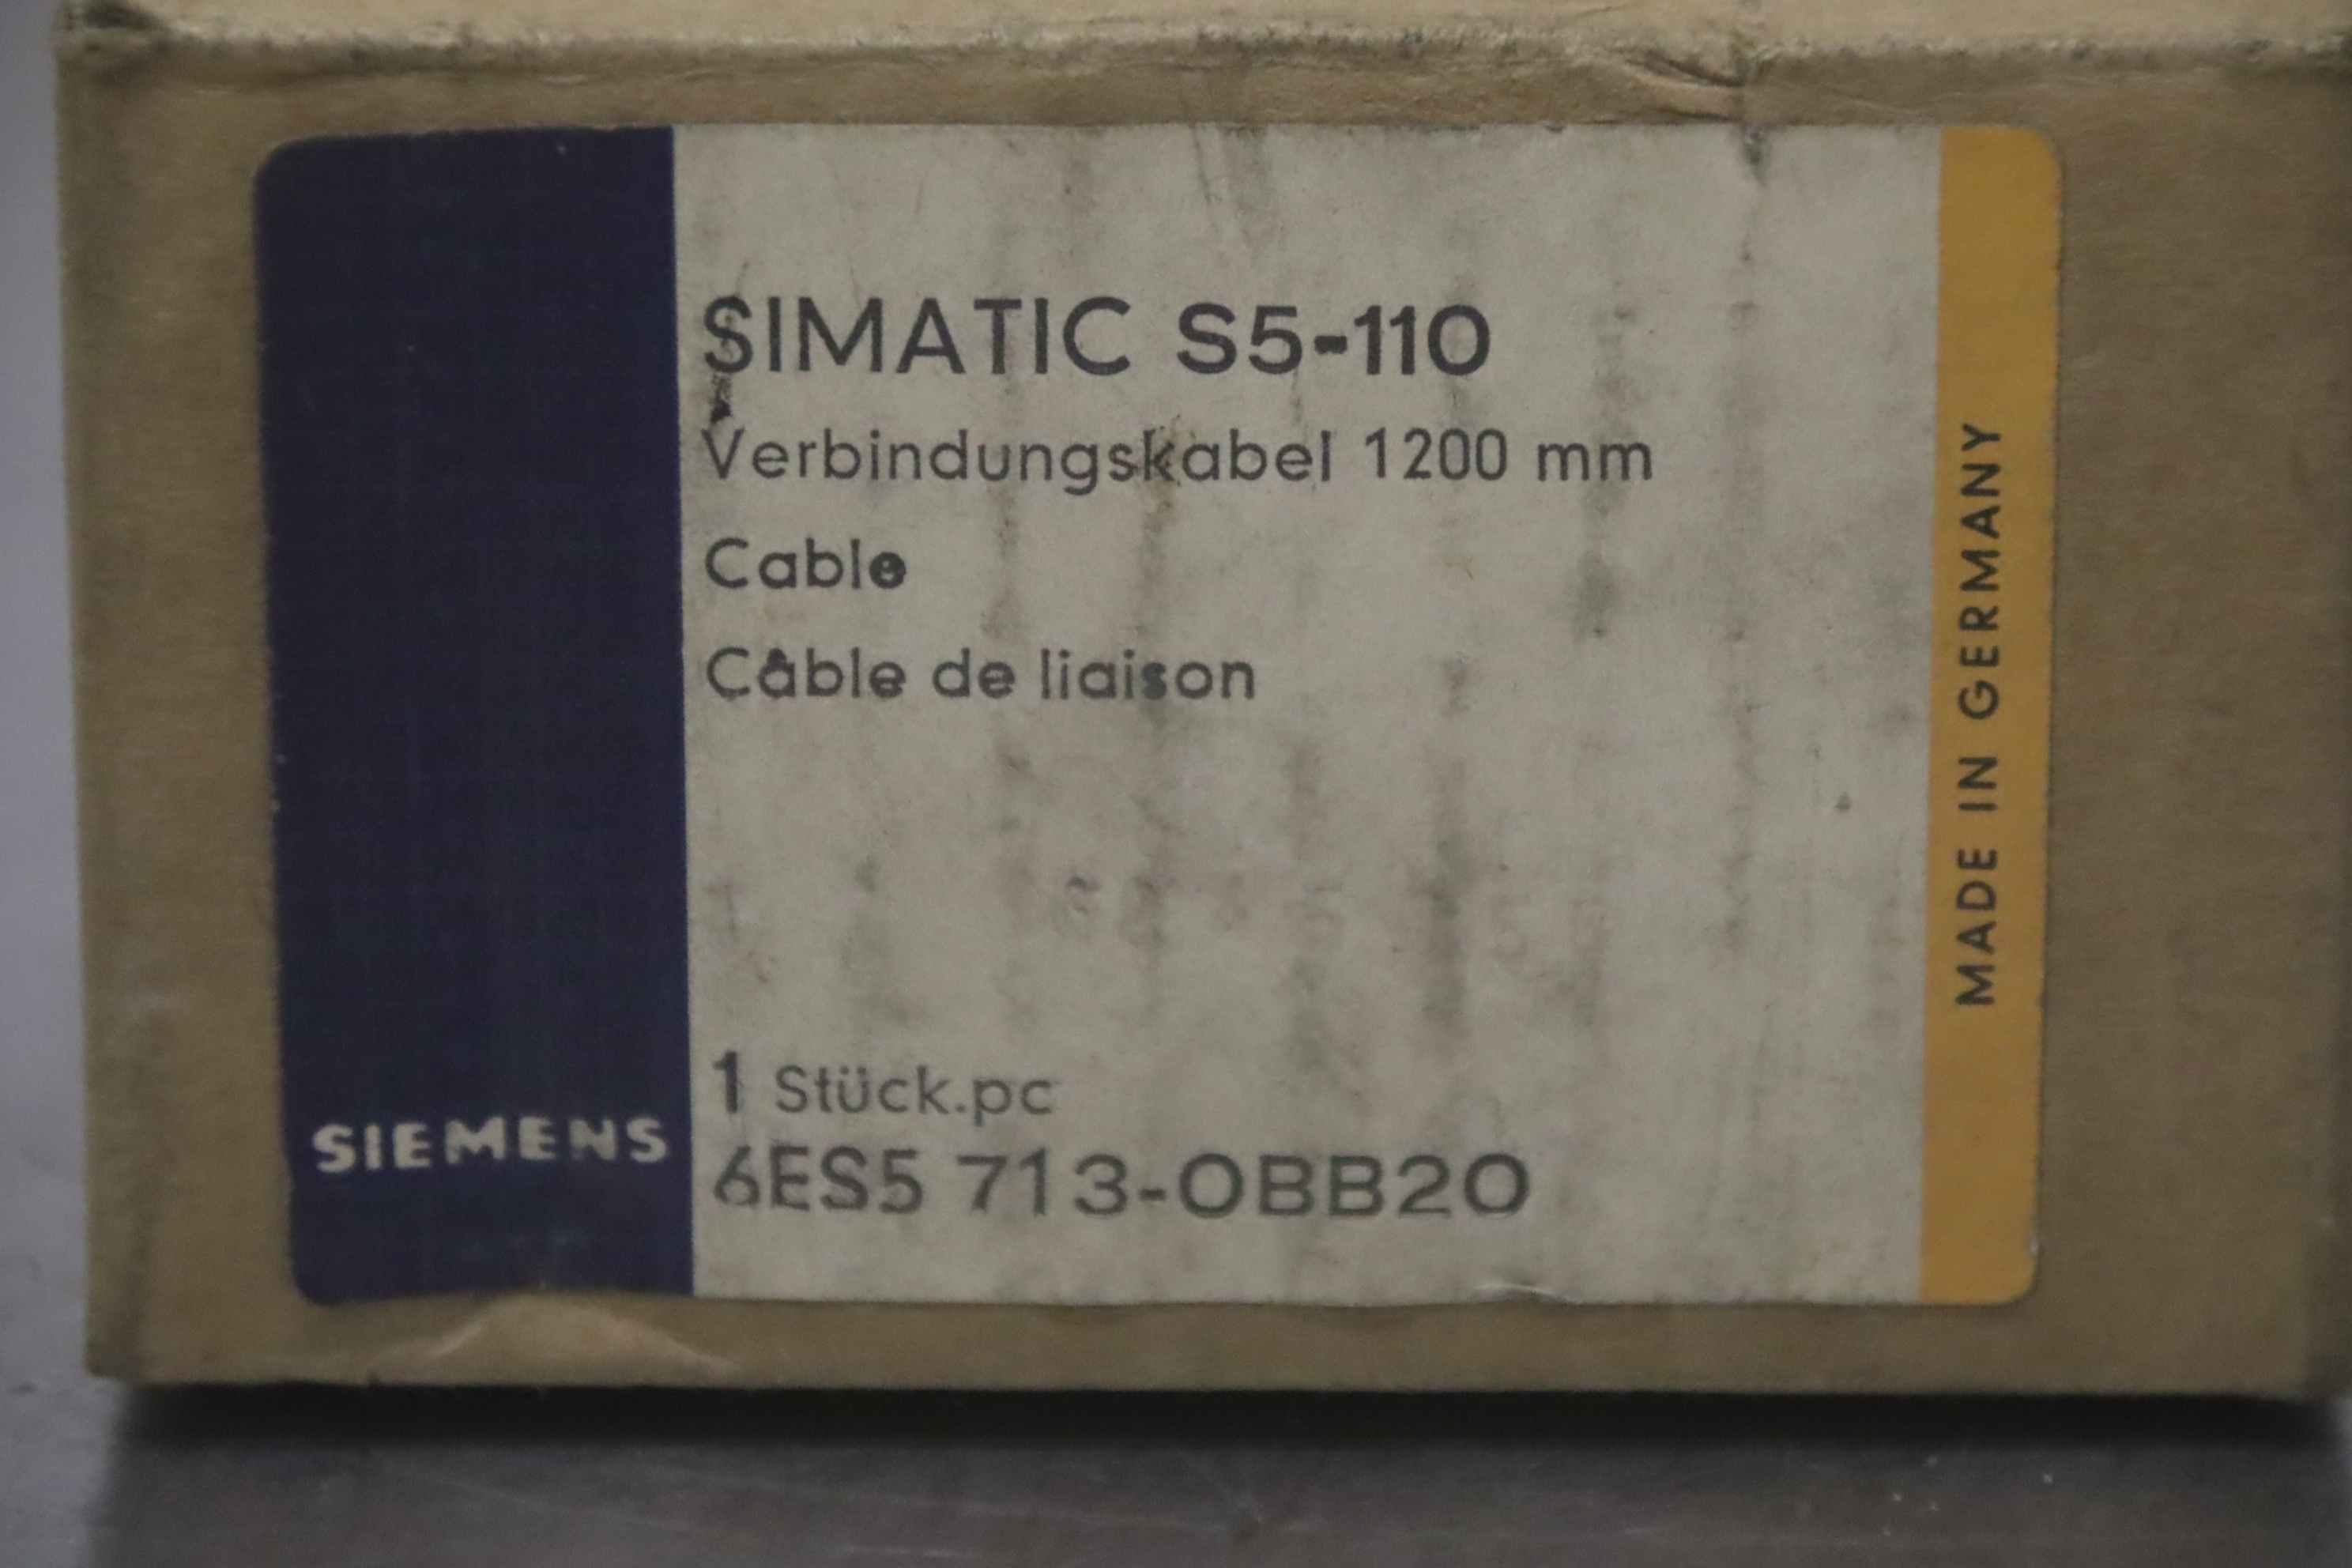 SIMATIC S5-110
Verbindungskabel 1200 mm
Cable
Câble de liaison
1 Stück.pc
6ES5 713-0BB20
SIEMENS
MADE IN GERMANY